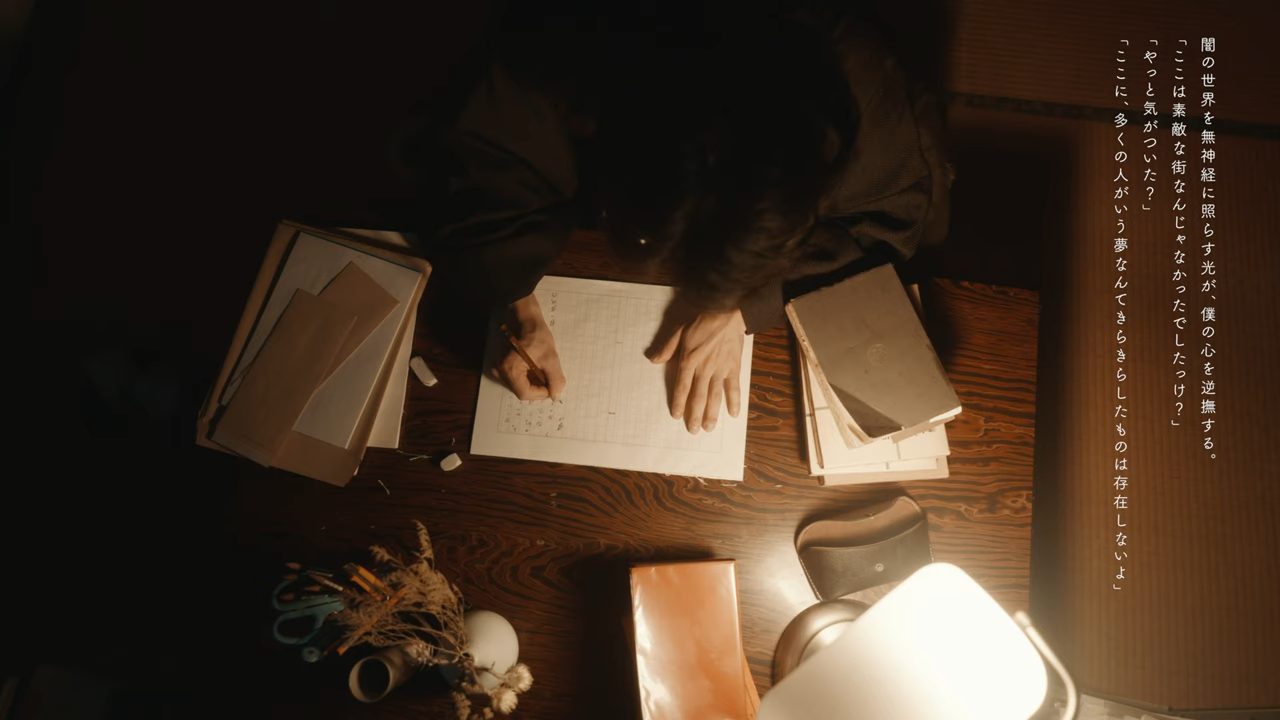 闇の世界を無神経に照らす光が、僕の心を逆撫する。
「ここは素敵な街なんじゃなかったでしたっけ？」
「やっと気がついた？」
「ここに、多くの人がいう夢なんてきらきらしたものは存在しないよ」